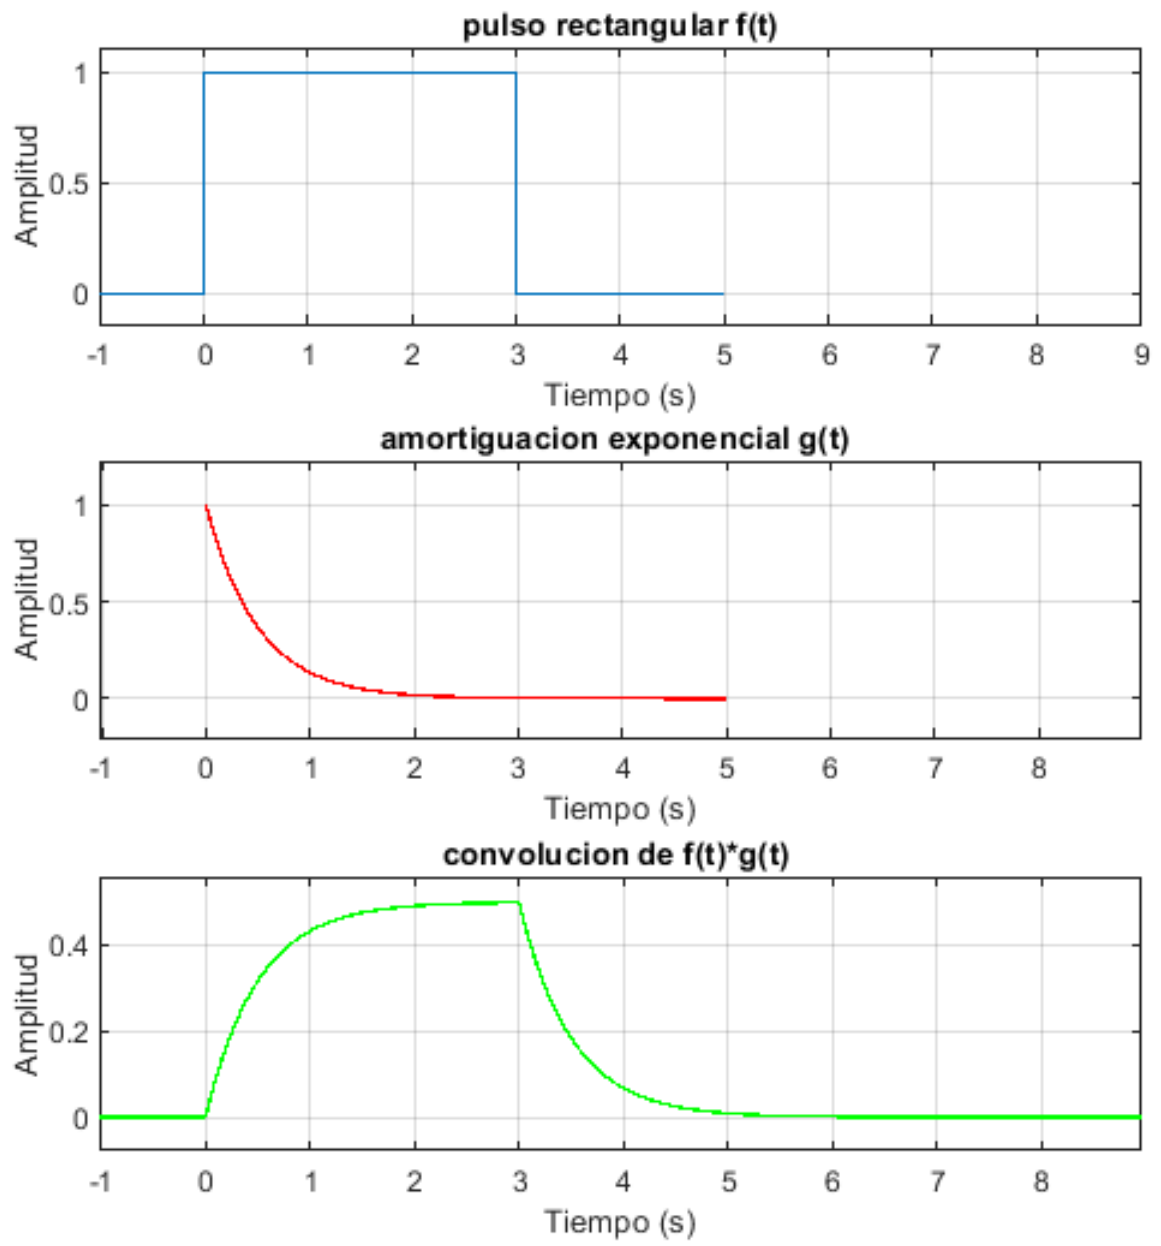 pulso rectangular f(t)
1
0.5
0
Amplitud
-1 0 1 2 3 4 5 6 7 8 9
Tiempo (s)
amortiguacion exponencial g(t)
1
0.5
0
Amplitud
-1 0 1 2 3 4 5 6 7 8
Tiempo (s)
convolucion de f(t)*g(t)
0.4
0.2
0
Amplitud
-1 0 1 2 3 4 5 6 7 8
Tiempo (s)